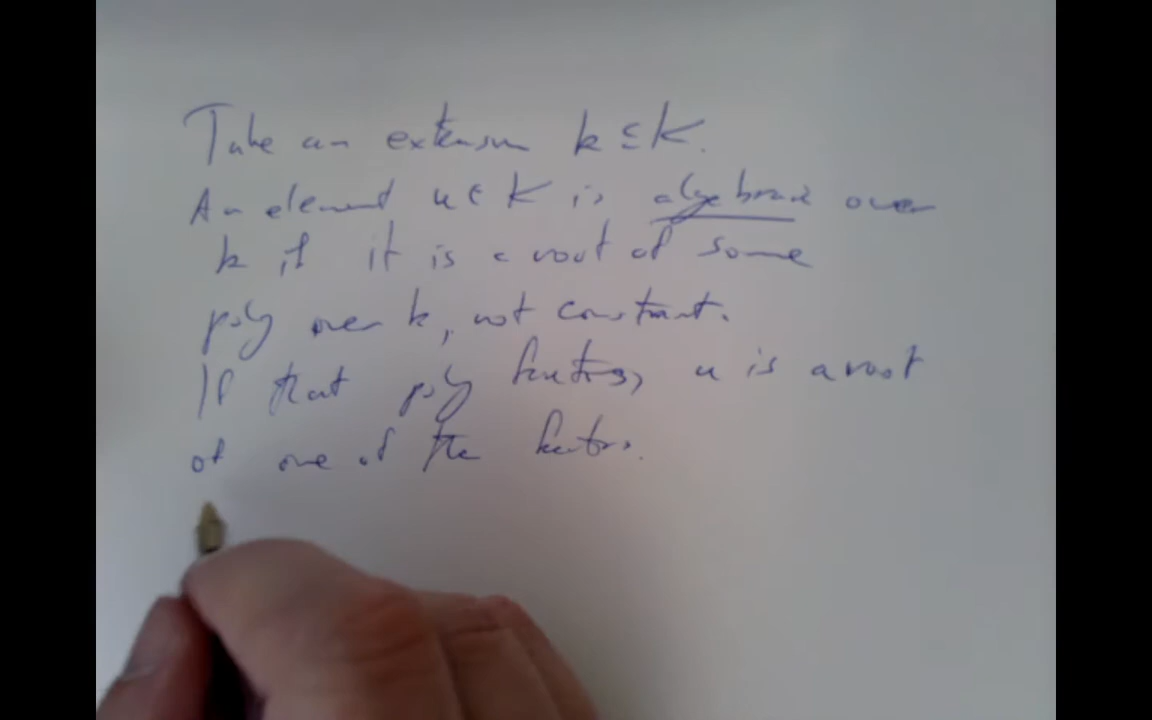 Take an extension k ⊆ K.
An element u ∈ K is algebraic over
k if it is a root of some
poly over k, not constant.
If that poly factors, u is a root
of one of the factors.